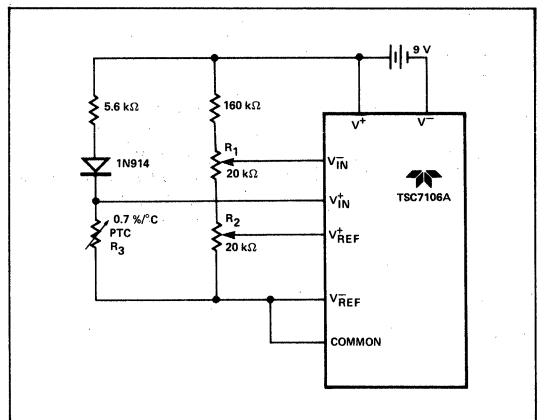 9 V
5.6 kΩ
160 kΩ
V+
V−
R1
1N914
20 kΩ
V−IN
TSC7106A
V+IN
0.7 %/°C
PTC
R3
R2
20 kΩ
V+REF
V−REF
COMMON